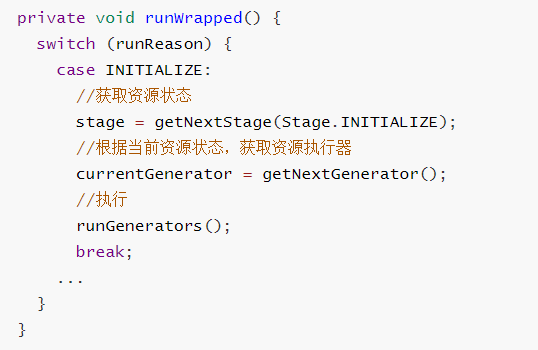 private void runWrapped() {
  switch (runReason) {
    case INITIALIZE:
      //获取资源状态
      stage = getNextStage(Stage.INITIALIZE);
      //根据当前资源状态，获取资源执行器
      currentGenerator = getNextGenerator();
      //执行
      runGenerators();
      break;
    ...
  }
}